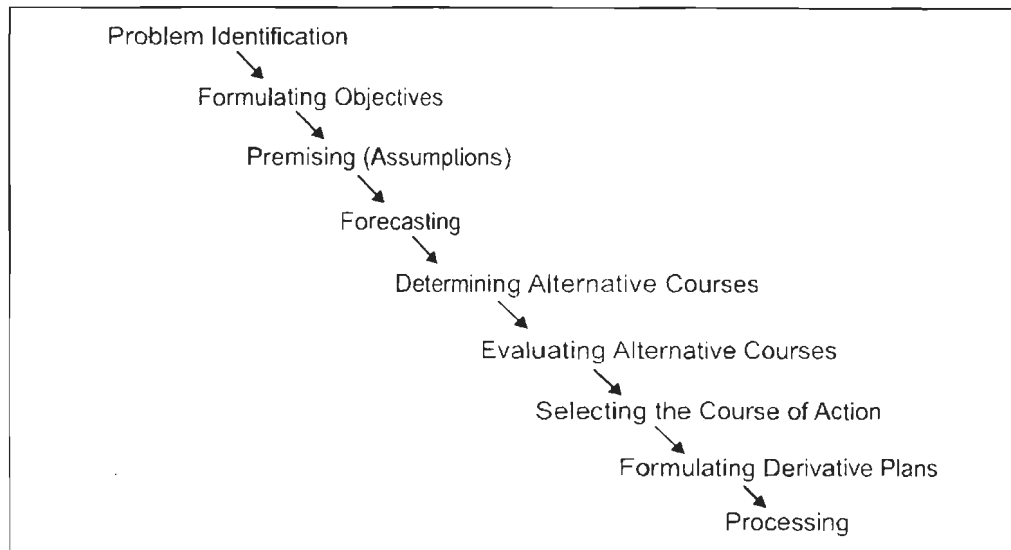 Problem Identification
Formulating Objectives
Premising (Assumptions)
Forecasting
Determining Alternative Courses
Evaluating Alternative Courses
Selecting the Course of Action
Formulating Derivative Plans
Processing